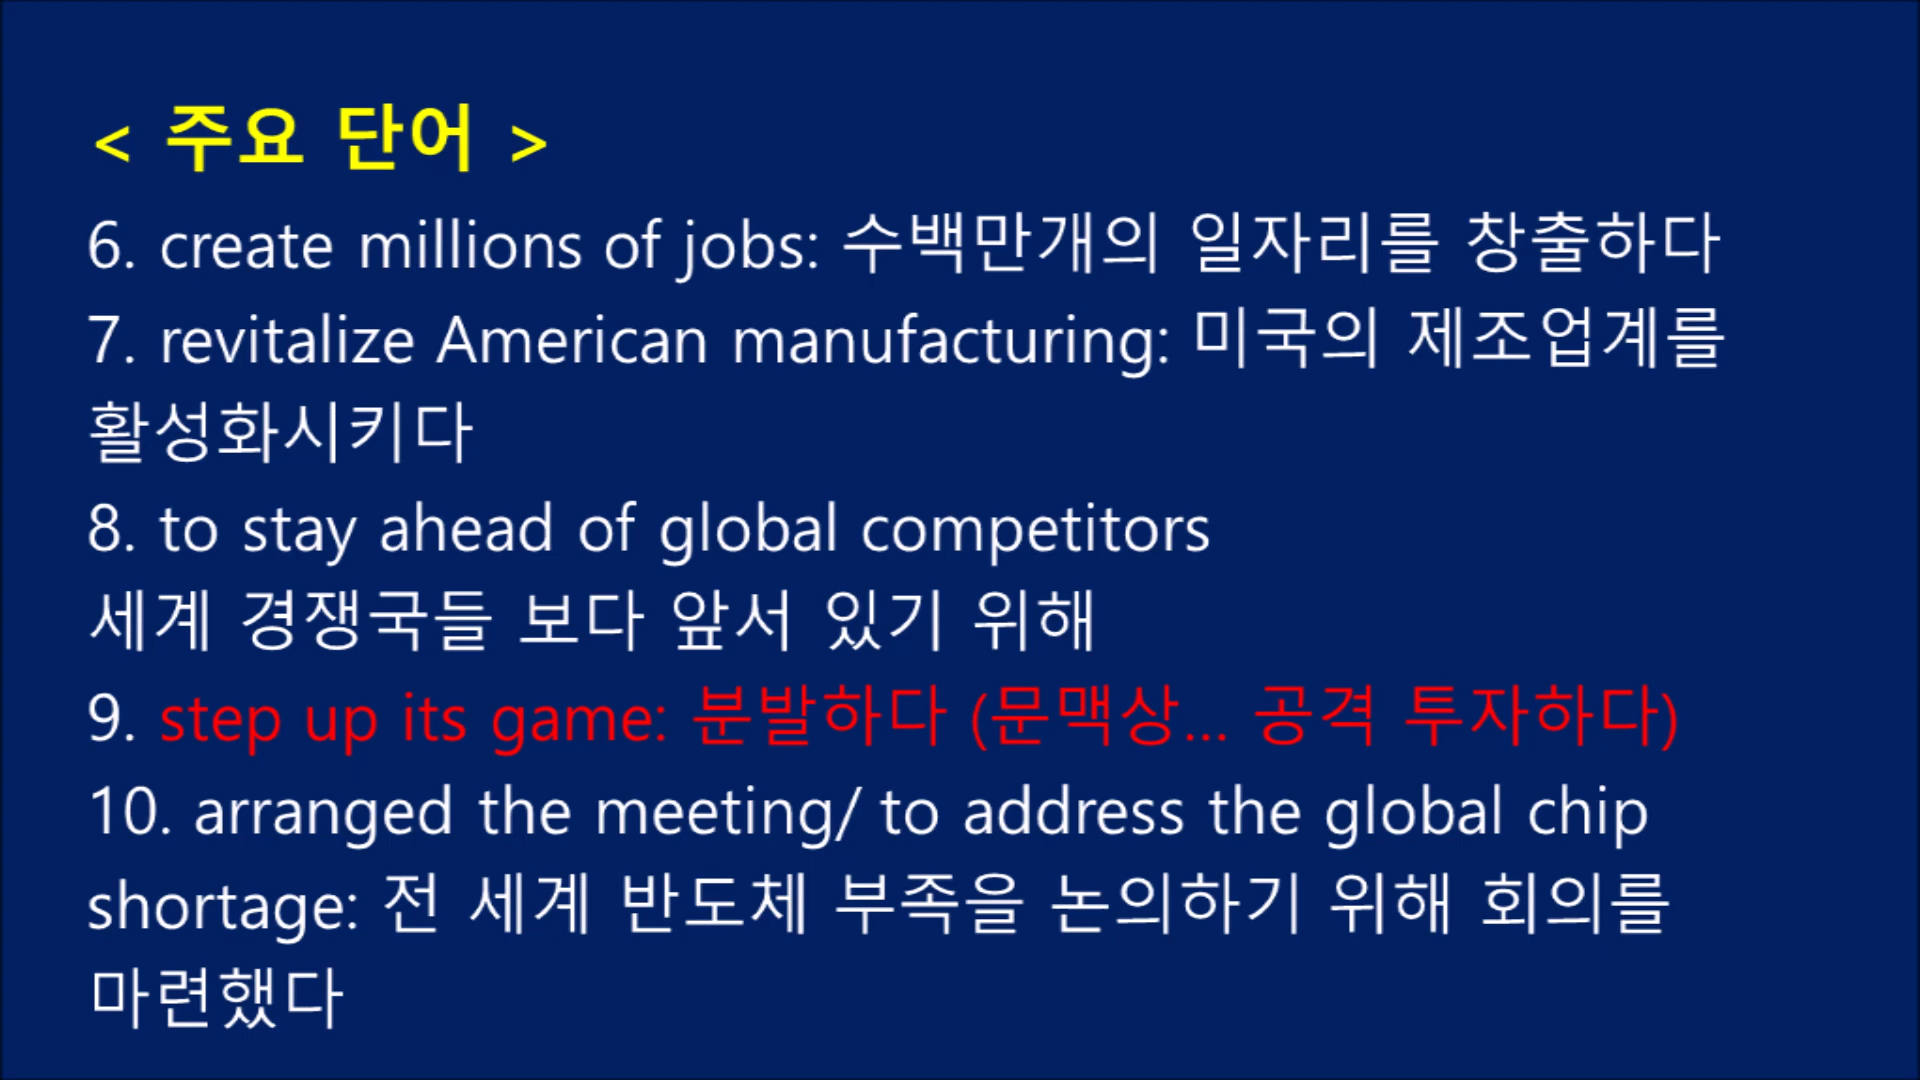 < 주요 단어 >
6. create millions of jobs: 수백만개의 일자리를 창출하다
7. revitalize American manufacturing: 미국의 제조업계를
활성화시키다
8. to stay ahead of global competitors
세계 경쟁국들 보다 앞서 있기 위해
9. step up its game: 분발하다 (문맥상... 공격 투자하다)
10. arranged the meeting/ to address the global chip
shortage: 전 세계 반도체 부족을 논의하기 위해 회의를
마련했다